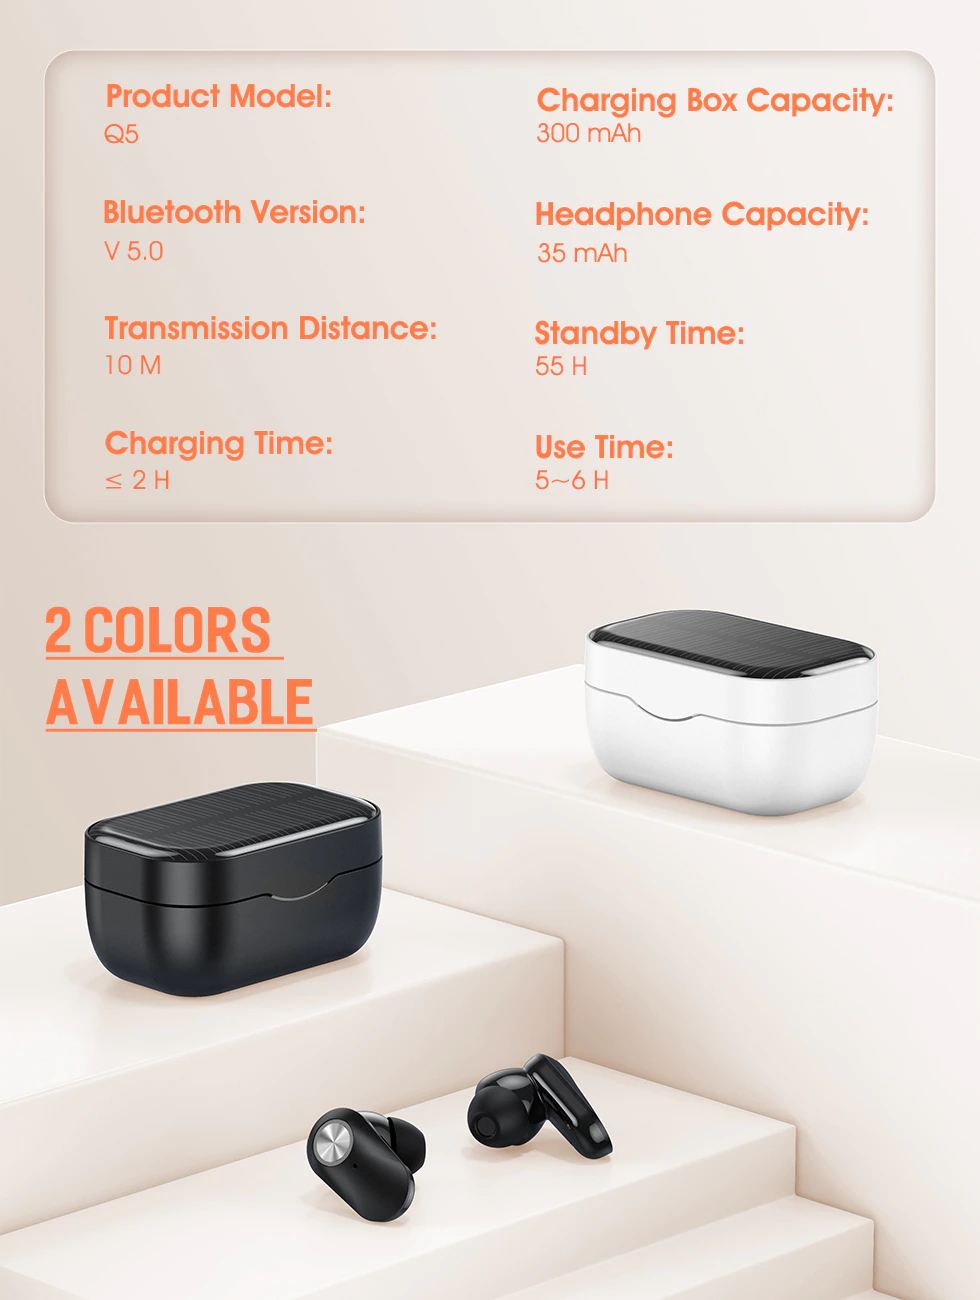 Product Model:
Q5
Bluetooth Version:
V 5.0
Transmission Distance:
10 M
Charging Time:
≤ 2 H
Charging Box Capacity:
300 mAh
Headphone Capacity:
35 mAh
Standby Time:
55 H
Use Time:
5~6 H
2 COLORS
AVAILABLE